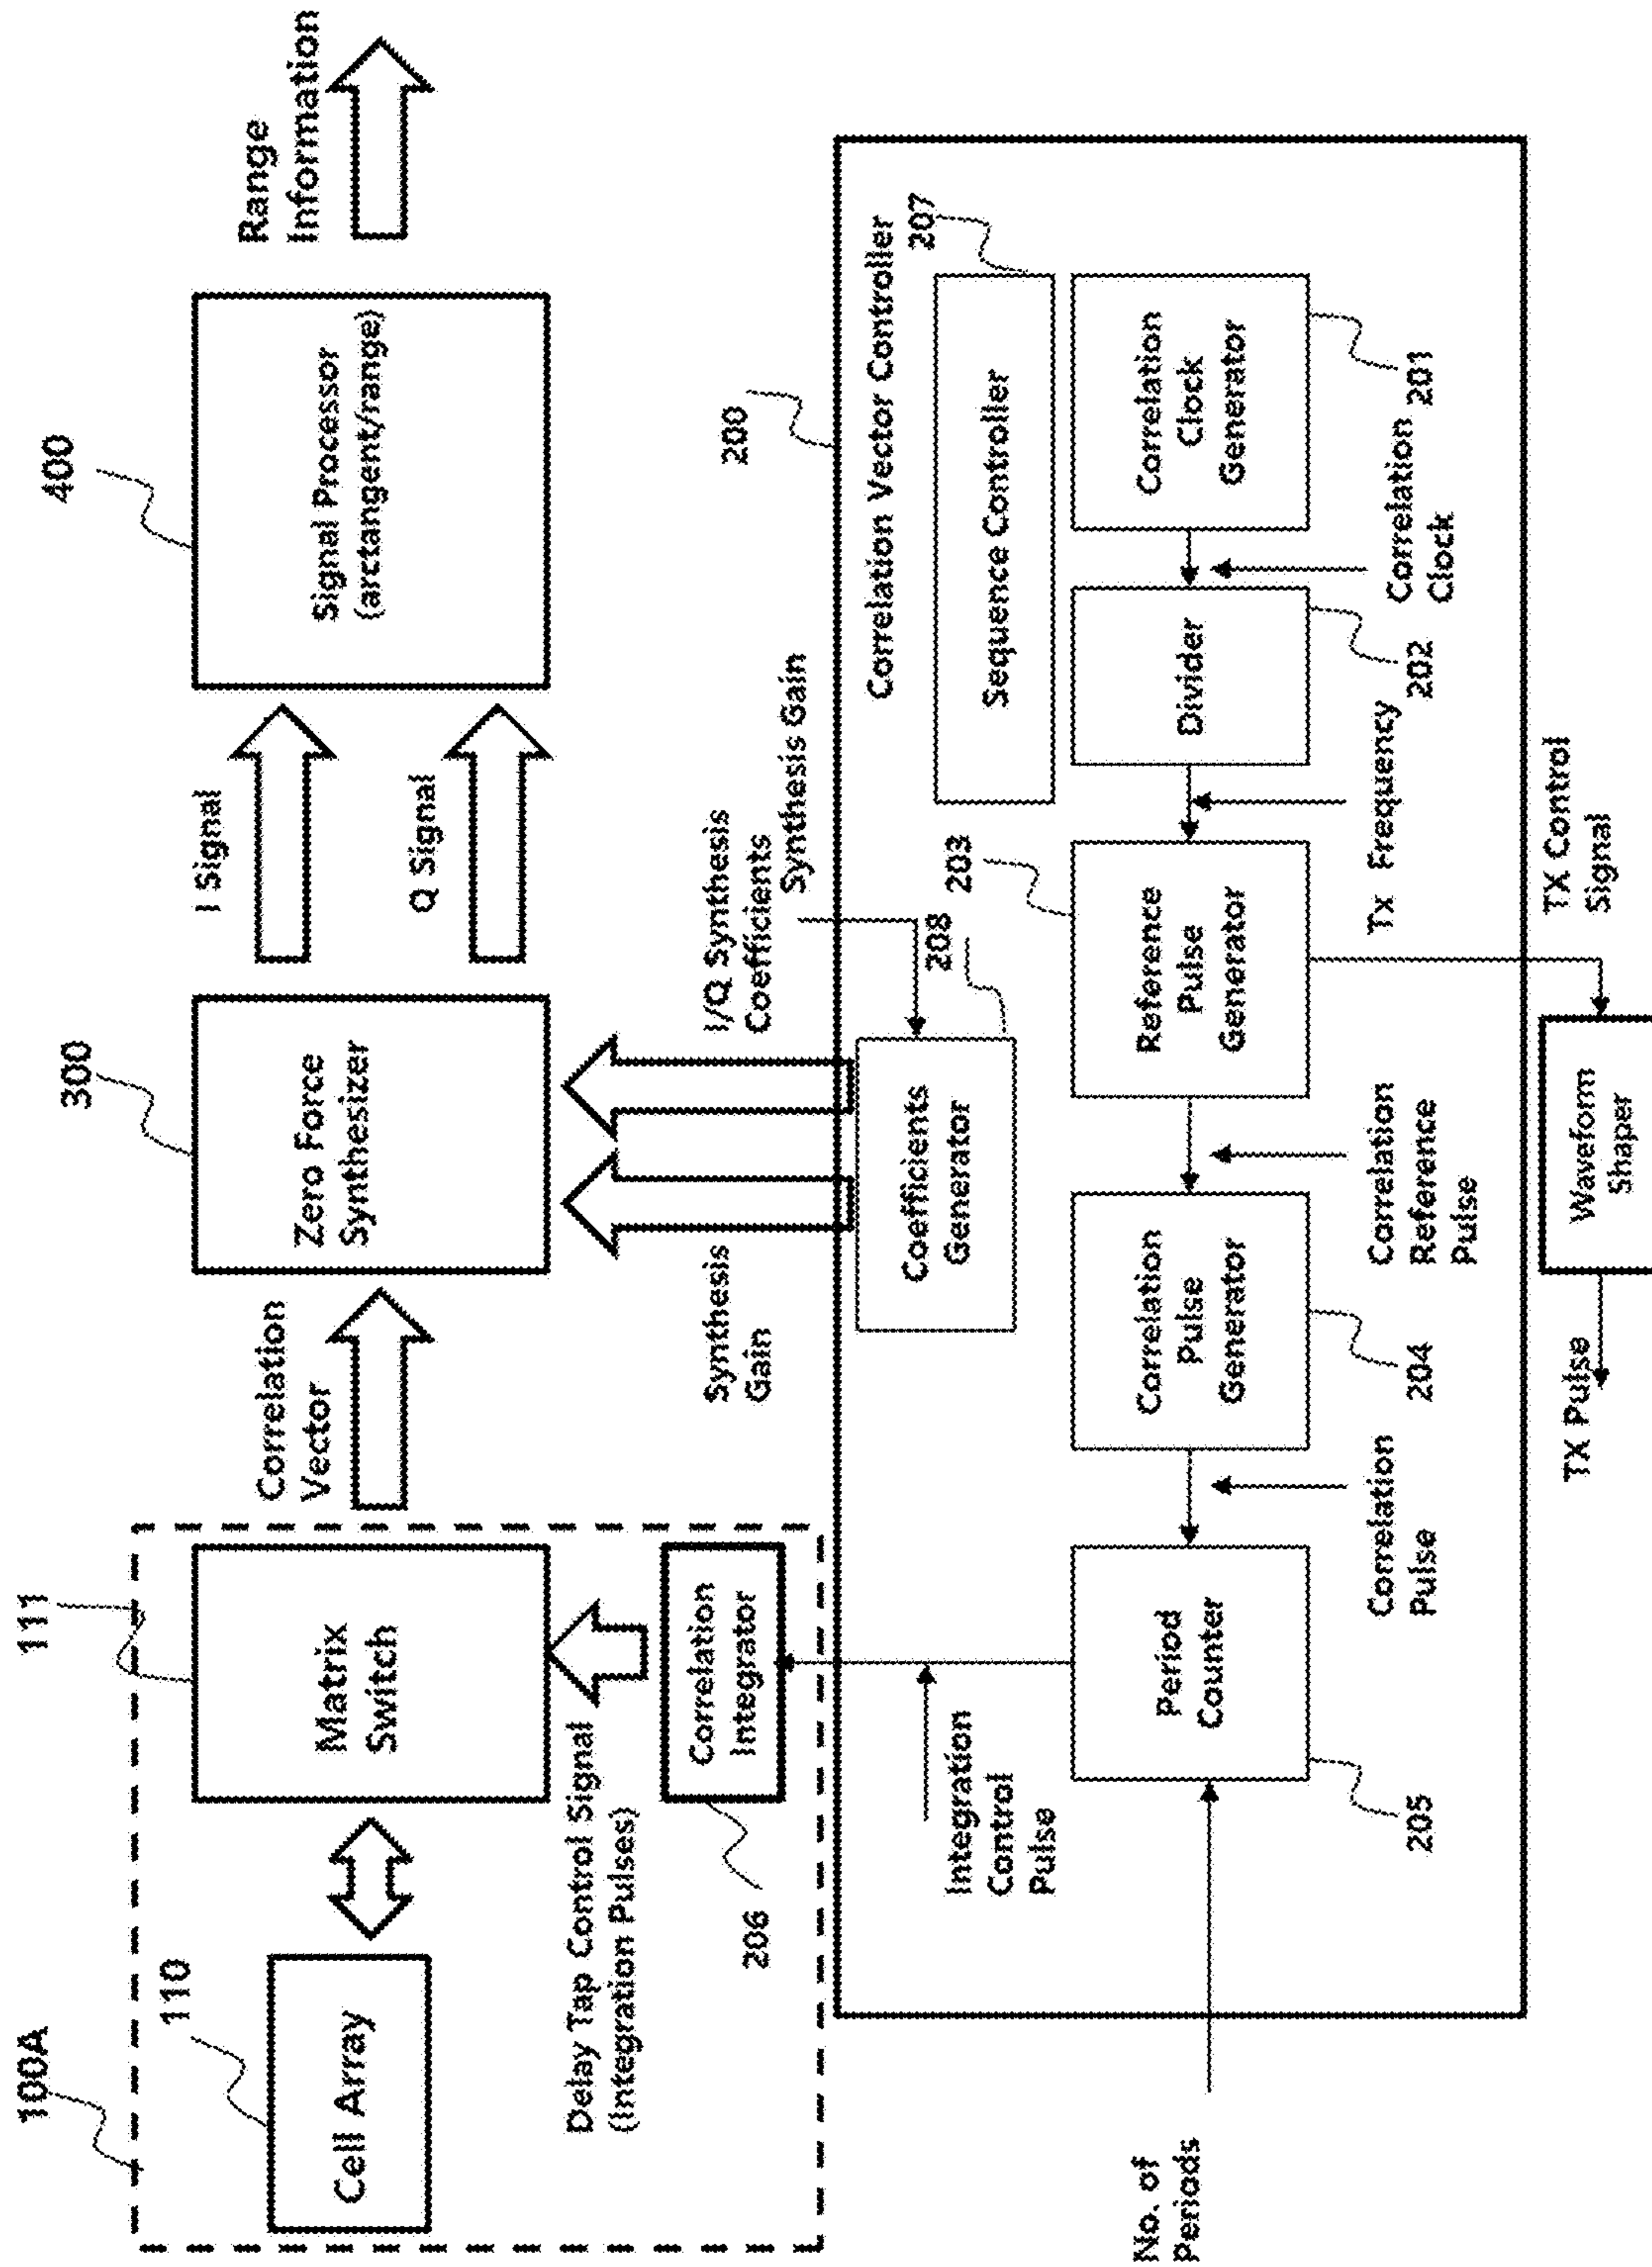 100A
110
Cell Array
111
Matrix
Switch
Delay Tap Control Signal
(Integration Pulses)
Correlation
Integrator
206
Correlation
Vector
300
Zero Force
Synthesizer
I Signal
Q Signal
400
Signal Processor
(arctangent/range)
Range
Information
Synthesis
Gain
I/Q Synthesis
Coefficients
Synthesis Gain
200
Correlation Vector Controller
Coefficients
Generator
208
203
Sequence Controller
207
Integration
Control
Pulse
No. of
Periods
Period
Counter
205
Correlation
Pulse
Correlation
Pulse
Generator
204
Correlation
Reference
Pulse
Reference
Pulse
Generator
Tx Frequency
Divider
202
Correlation
Clock
Correlation
Clock
Generator
201
TX Control
Signal
Waveform
Shaper
TX Pulse